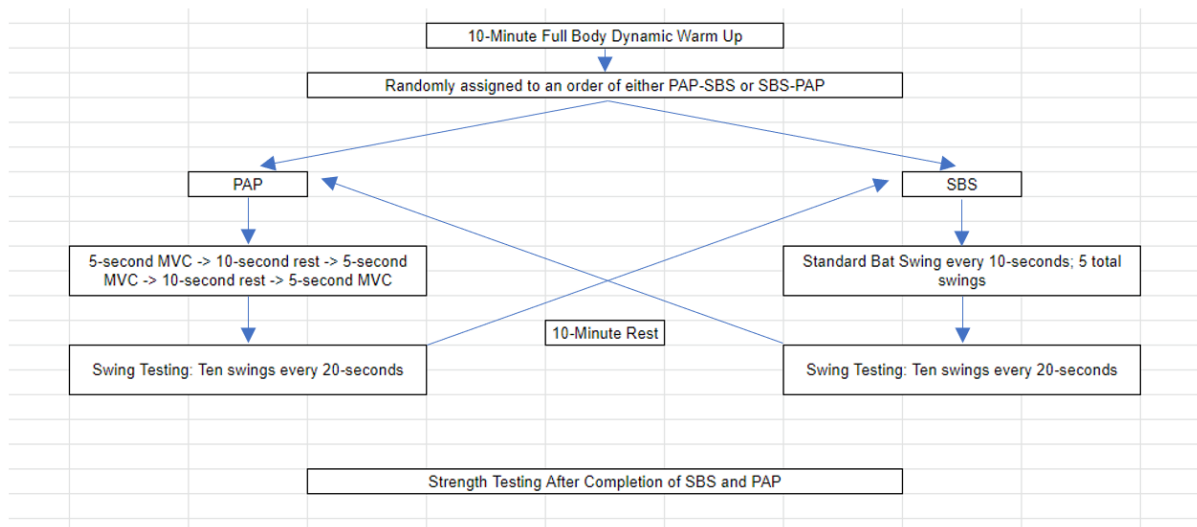 10-Minute Full Body Dynamic Warm Up
Randomly assigned to an order of either PAP-SBS or SBS-PAP
PAP
SBS
5-second MVC -> 10-second rest -> 5-second
MVC -> 10-second rest -> 5-second MVC
Standard Bat Swing every 10-seconds; 5 total
swings
10-Minute Rest
Swing Testing: Ten swings every 20-seconds
Swing Testing: Ten swings every 20-seconds
Strength Testing After Completion of SBS and PAP